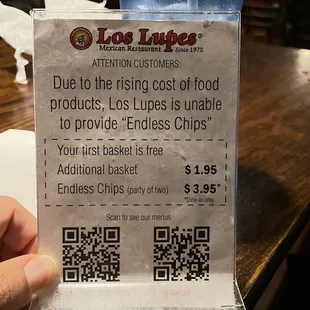 Los Lupes®
Mexican Restaurant Since 1972
ATTENTION CUSTOMERS:
Due to the rising cost of food
products, Los Lupes is unable
to provide "Endless Chips"
Your first basket is free
Additional basket $ 1.95
Endless Chips (party of two) $ 3.95*
*Dine-in only
Scan to see our menus